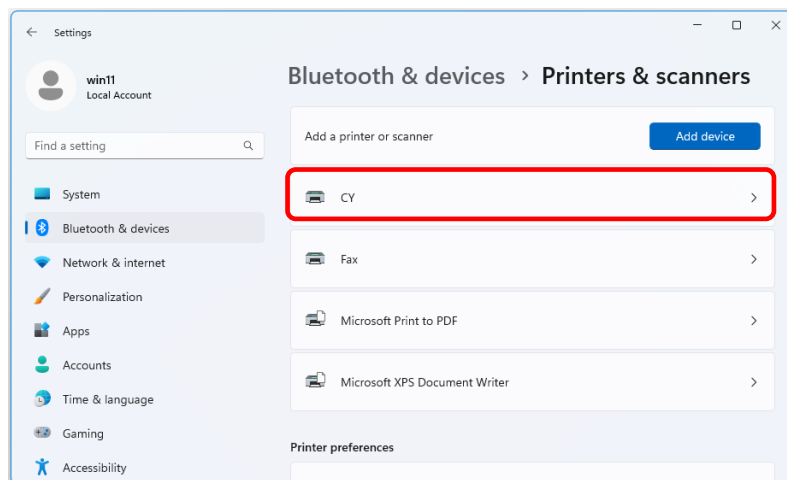 Settings
win11
Local Account
Find a setting
System
Bluetooth & devices
Network & internet
Personalization
Apps
Accounts
Time & language
Gaming
Accessibility
Bluetooth & devices > Printers & scanners
Add a printer or scanner
Add device
CY
Fax
Microsoft Print to PDF
Microsoft XPS Document Writer
Printer preferences